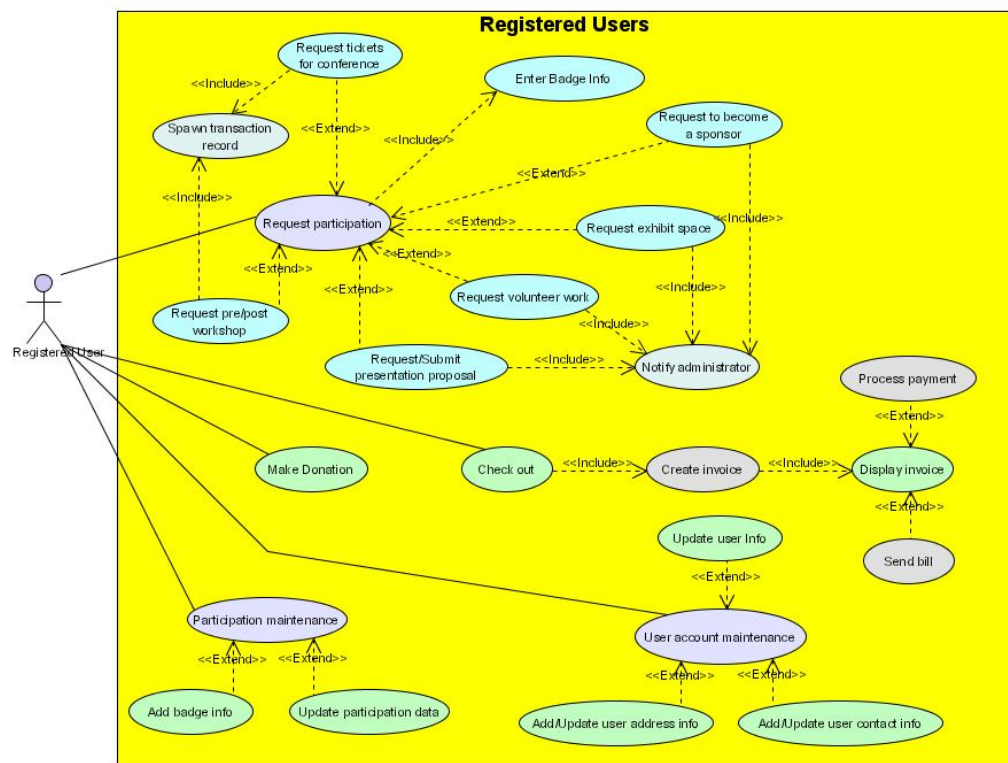 Registered Users
Request tickets
for conference
<<Include>>
Enter Badge Info
Spawn transaction
record
<<Extend>>
<<Include>>
Request to become
a sponsor
<<Include>>
<<Extend>>
Request participation
<<Extend>>
Request exhibit space
<<Include>>
<<Extend>>
<<Extend>>
<<Extend>>
Request volunteer work
<<Include>>
Request pre/post
workshop
<<Include>>
Registered User
Request/Submit
presentation proposal
<<Include>>
Notify administrator
Process payment
<<Extend>>
Make Donation
Check out
<<Include>>
Create invoice
<<Include>>
Display invoice
<<Extend>>
Update user Info
Send bill
<<Extend>>
Participation maintenance
User account maintenance
<<Extend>>
<<Extend>>
<<Extend>>
<<Extend>>
Add badge info
Update participation data
Add/Update user address info
Add/Update user contact info